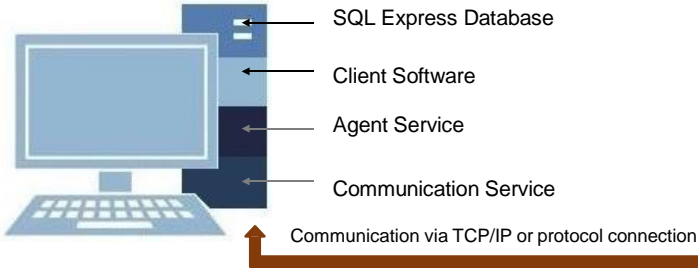 SQL Express Database
Client Software
Agent Service
Communication Service
Communication via TCP/IP or protocol connection